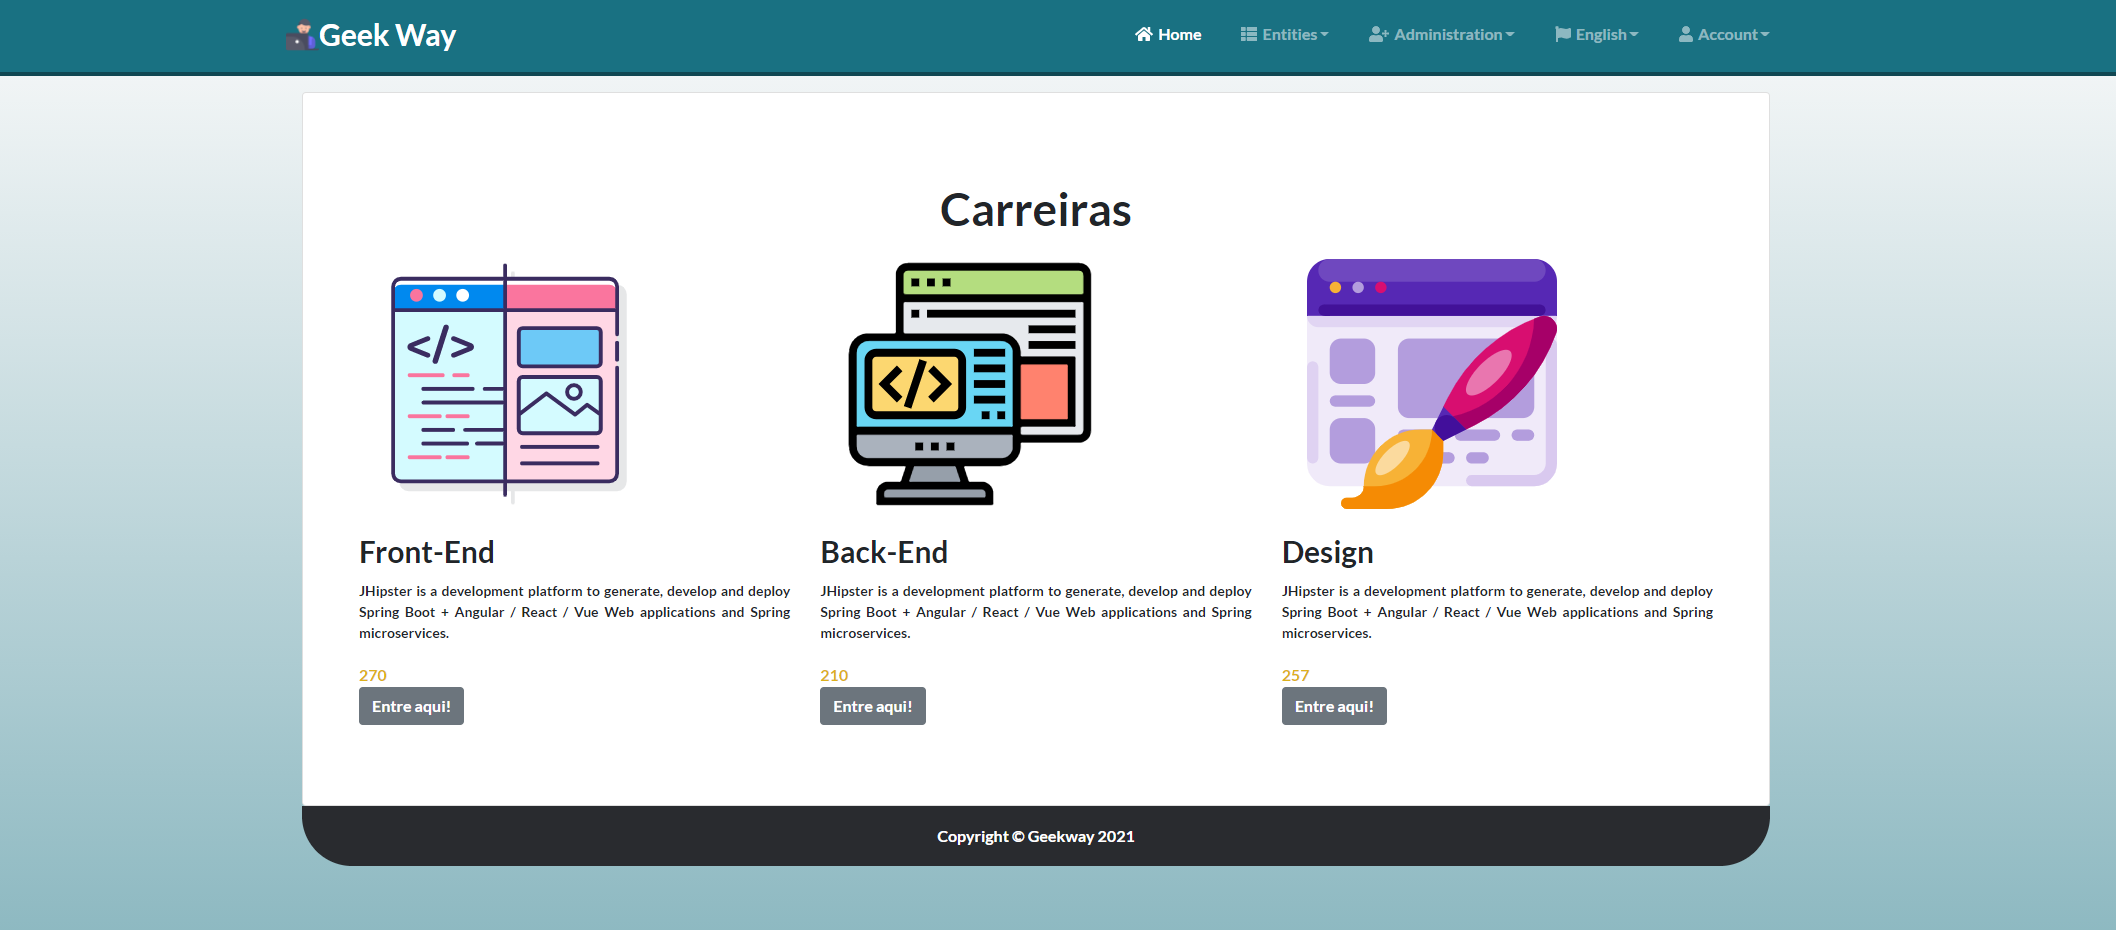 Geek Way
Home
Entities
Administration
English
Account
Carreiras
Front-End
JHipster is a development platform to generate, develop and deploy
Spring Boot + Angular / React / Vue Web applications and Spring
microservices.
270
Entre aqui!
Back-End
JHipster is a development platform to generate, develop and deploy
Spring Boot + Angular / React / Vue Web applications and Spring
microservices.
210
Entre aqui!
Design
JHipster is a development platform to generate, develop and deploy
Spring Boot + Angular / React / Vue Web applications and Spring
microservices.
257
Entre aqui!
Copyright © Geekway 2021